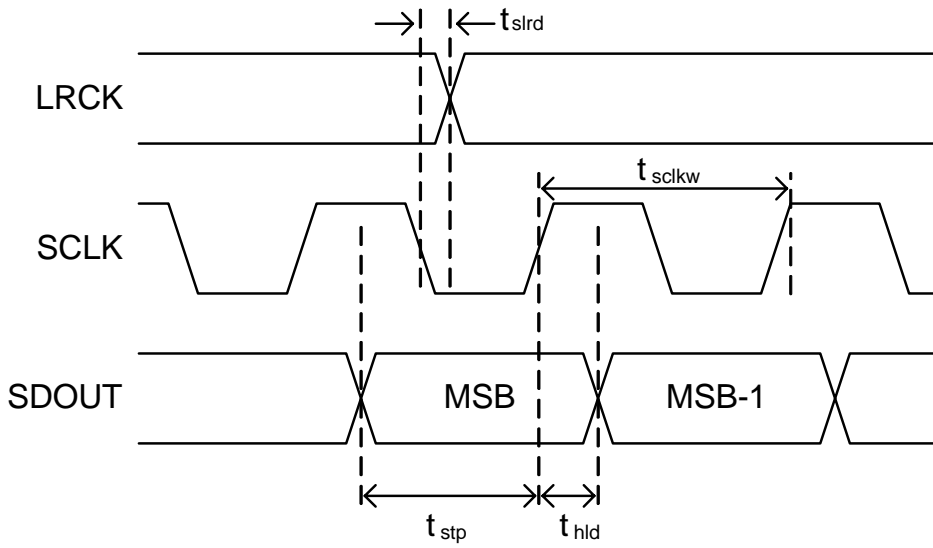 tslrd
LRCK
tsclkw
SCLK
SDOUT
MSB
MSB-1
tstp
thld